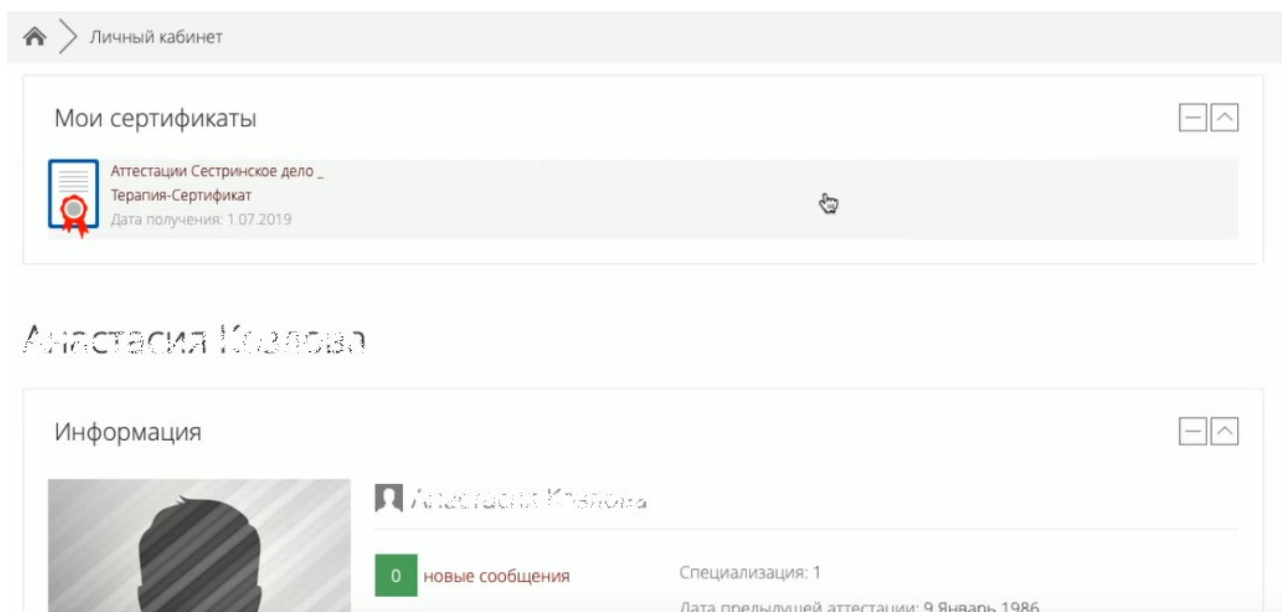 Личный кабинет
Мои сертификаты
Аттестации Сестринское дело _
Терапия-Сертификат
Дата получения: 1.07.2019
Информация
0 новые сообщения
Специализация: 1
Дата предыдущей аттестации: 9 Январь 1986